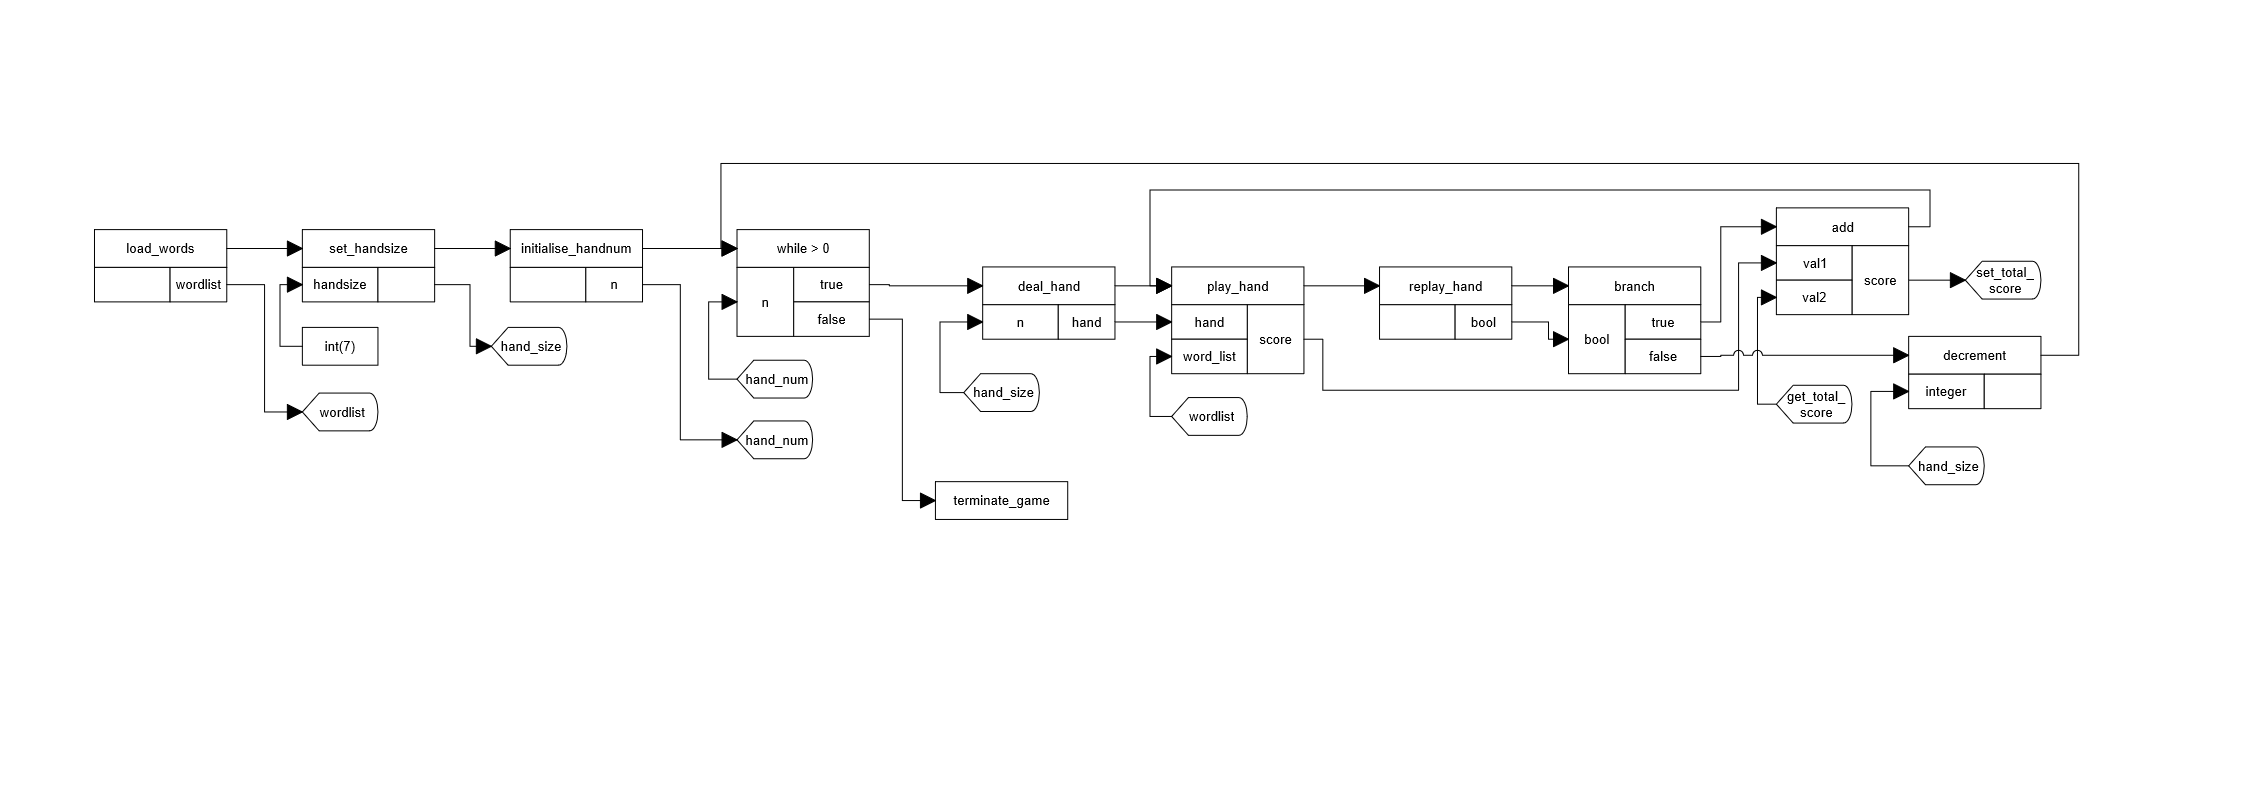 load_words
wordlist
set_handsize
handsize
int(7)
wordlist
hand_size
initialise_handnum
n
while > 0
n
true
false
hand_num
hand_num
terminate_game
deal_hand
n
hand
hand_size
play_hand
hand
word_list
score
wordlist
replay_hand
bool
branch
bool
true
false
add
val1
val2
score
set_total_
score
get_total_
score
decrement
integer
hand_size